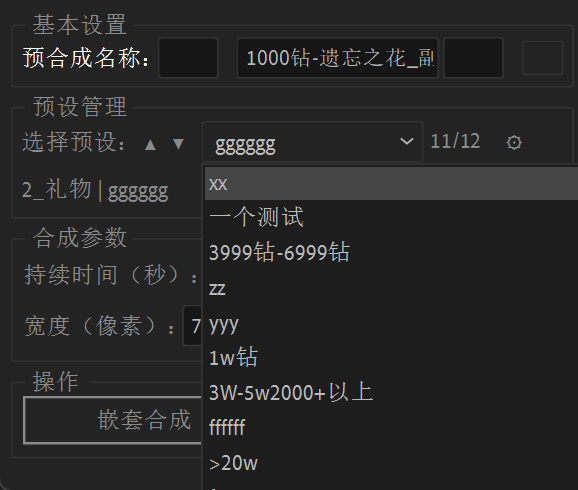 基本设置
预合成名称：
1000钻-遗忘之花_副
预设管理
选择预设：▲ ▼ gggggg 11/12
2_礼物 | gggggg
xx
一个测试
合成参数
3999钻-6999钻
持续时间（秒）：
zz
宽度（像素）：7
yyy
1w钻
操作
3W-5w2000+以上
嵌套合成
ffffff
>20w